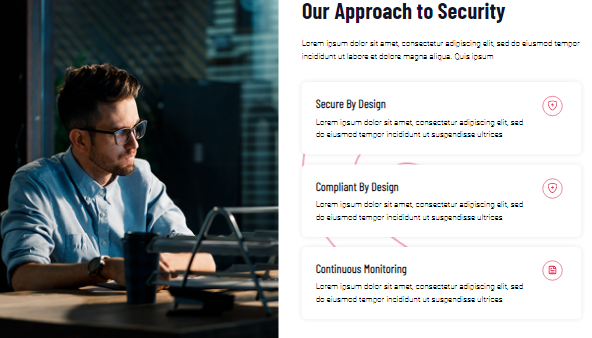 Our Approach to Security
Lorem ipsum dolor sit amet, consectetur adipiscing elit, sed do eiusmod tempor
incididunt ut labore et dolore magna aliqua. Quis ipsum
Secure By Design
Lorem ipsum dolor sit amet, consectetur adipiscing elit, sed
do eiusmod tempor incididunt ut suspendisse ultrices
Compliant By Design
Lorem ipsum dolor sit amet, consectetur adipiscing elit, sed
do eiusmod tempor incididunt ut suspendisse ultrices
Continuous Monitoring
Lorem ipsum dolor sit amet, consectetur adipiscing elit, sed
do eiusmod tempor incididunt ut suspendisse ultrices